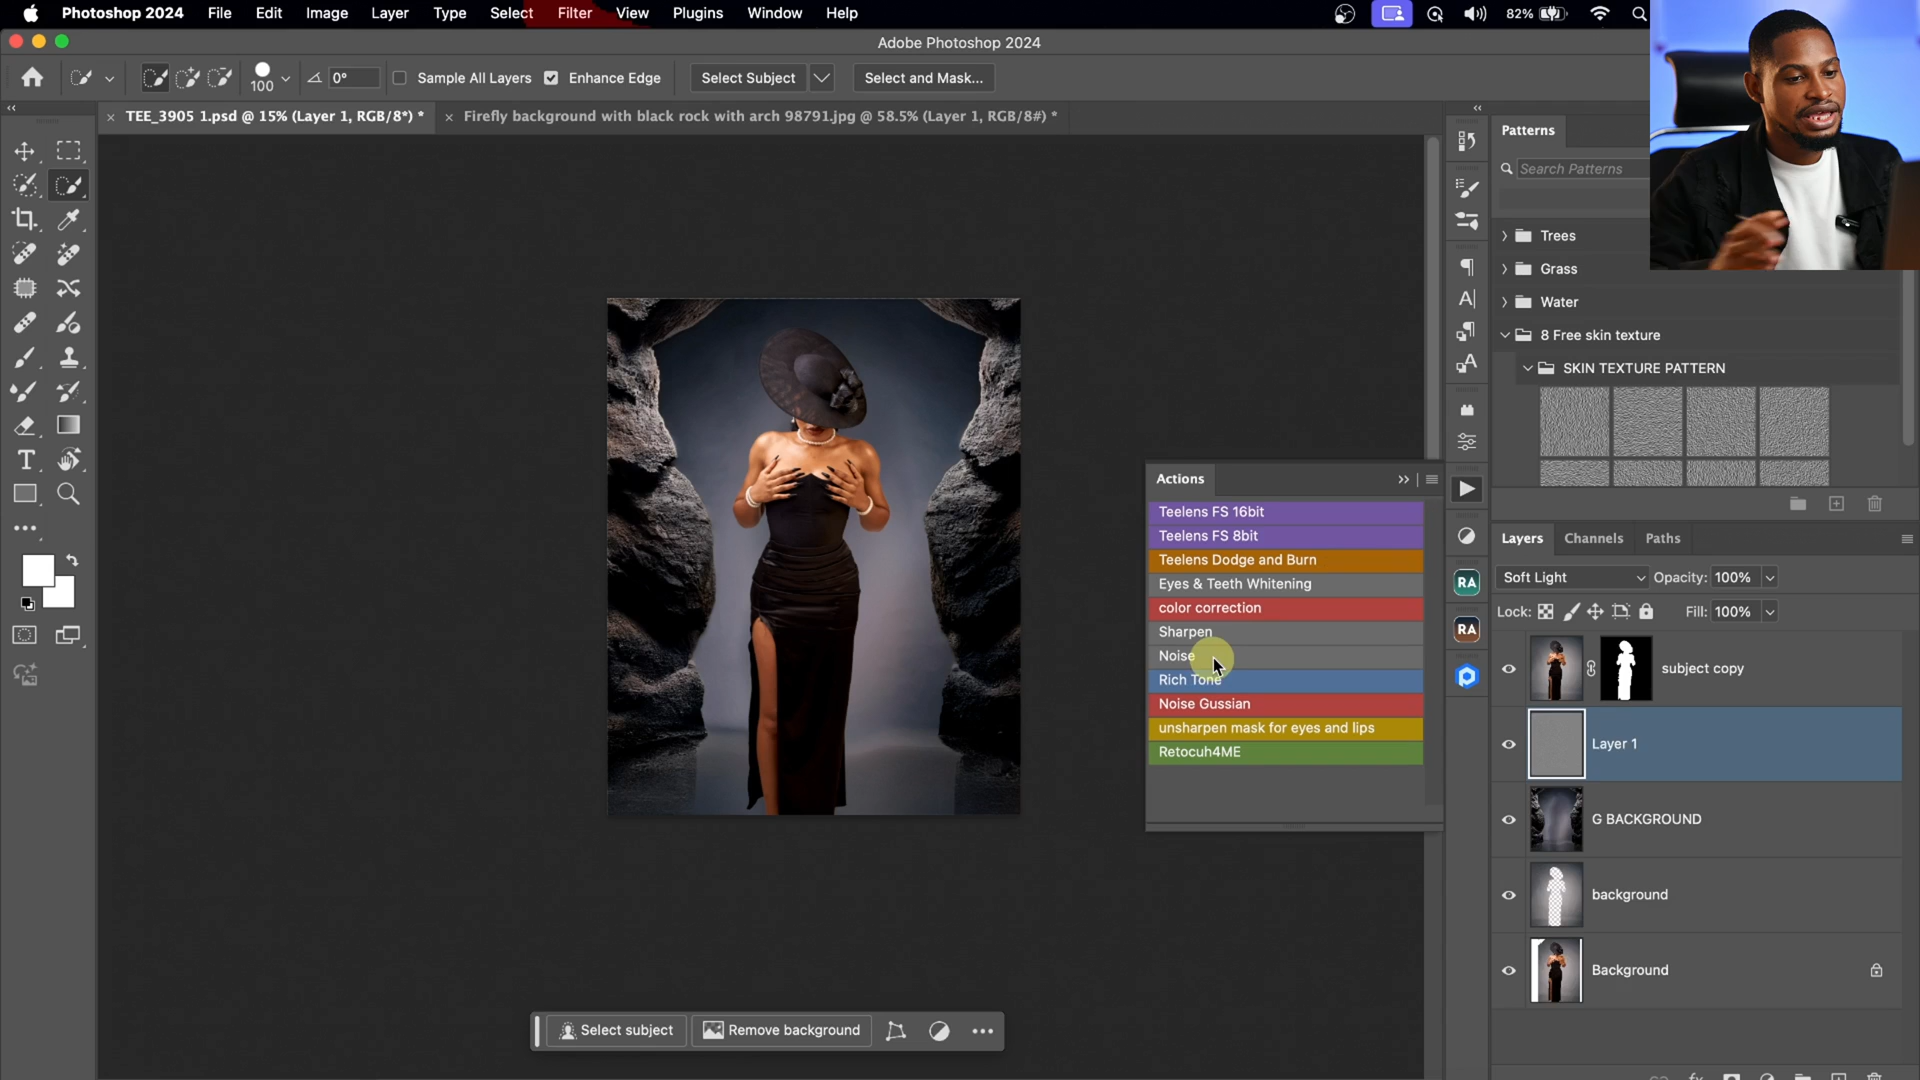 Photoshop 2024 File Edit Image Layer Type Select Filter View Plugins Window Help
82%
Adobe Photoshop 2024
100
0°
Sample All Layers
Enhance Edge
Select Subject
Select and Mask...
TEE_3905 1.psd @ 15% (Layer 1, RGB/8*) *
Firefly background with black rock with arch 98791.jpg @ 58.5% (Layer 1, RGB/8#) *
Patterns
Search Patterns
Trees
Grass
Water
8 Free skin texture
SKIN TEXTURE PATTERN
Actions
Teelens FS 16bit
Teelens FS 8bit
Teelens Dodge and Burn
Eyes & Teeth Whitening
color correction
Sharpen
Noise
Rich Tone
Noise Gussian
unsharpen mask for eyes and lips
Retocuh4ME
RA
RA
Layers Channels Paths
Soft Light
Opacity: 100%
Lock:
Fill: 100%
subject copy
Layer 1
G BACKGROUND
background
Background
Select subject
Remove background